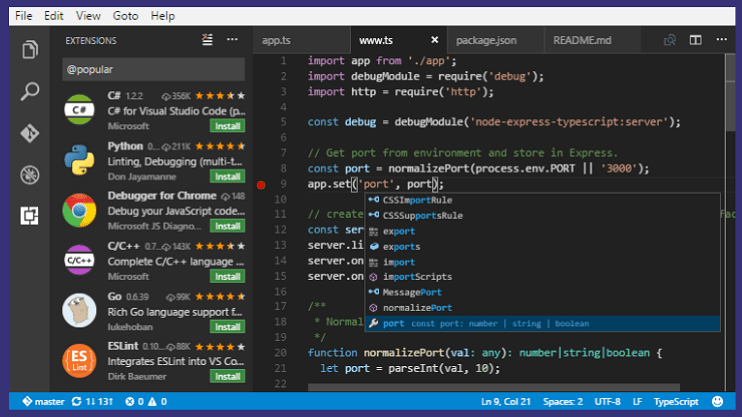 File Edit View Goto Help
EXTENSIONS
@popular
C# 1.2.2 356K
C# for Visual Studio Code (p...
Microsoft Install
Python 0... 211K
Linting, Debugging (multi-t...
Don Jayamanne Install
Debugger for Chrome 148
Debug your JavaScript code...
Microsoft JS Diagno... Install
C/C++ 0.7... 143K
Complete C/C++ language ...
Microsoft Install
Go 0.6.39 99K
Rich Go language support f...
lukehoban Install
ESLint 0.10... 88K
Integrates ESLint into VS Co...
Dirk Baeumer Install
C#
C/C++
ES
Lint
app.ts www.ts package.json README.md
1 import app from './app';
2 import debugModule = require('debug');
3 import http = require('http');
4
5 const debug = debugModule('node-express-typescript:server');
6
7 // Get port from environment and store in Express.
8 const port = normalizePort(process.env.PORT || '3000');
9 app.set('port', port);
10
11 // create
12 const ser
13 server.li
14 server.on
15 server.on
16
17 /**
18 * Normal
19 */
20 function normalizePort(val: any): number|string|boolean {
21 let port = parseInt(val, 10);
22
CSSImportRule
CSSSupportsRule
export
exports
import
importScripts
MessagePort
normalizePort
port const port: number | string | boolean
master 1↓ 13↑ 0 0 Ln 9, Col 21 Spaces: 2 UTF-8 LF TypeScript